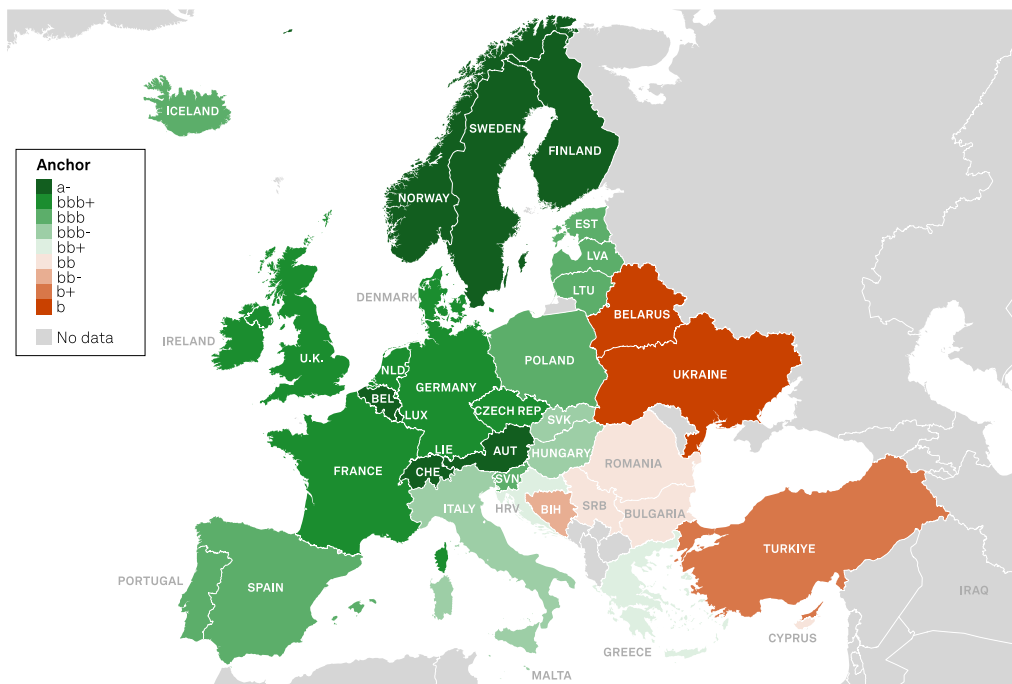 ICELAND
SWEDEN
FINLAND
NORWAY
Anchor
a-
bbb+
bbb
bbb-
bb+
bb
bb-
b+
b
No data
EST
LVA
LTU
DENMARK
BELARUS
IRELAND
U.K.
NLD
GERMANY
POLAND
UKRAINE
BEL
LUX
CZECH REP
SVK
LIE
AUT
HUNGARY
FRANCE
CHE
ROMANIA
SVN
ITALY
HRV
BIH
SRB
BULGARIA
TURKIYE
PORTUGAL
SPAIN
IRAQ
CYPRUS
GREECE
MALTA